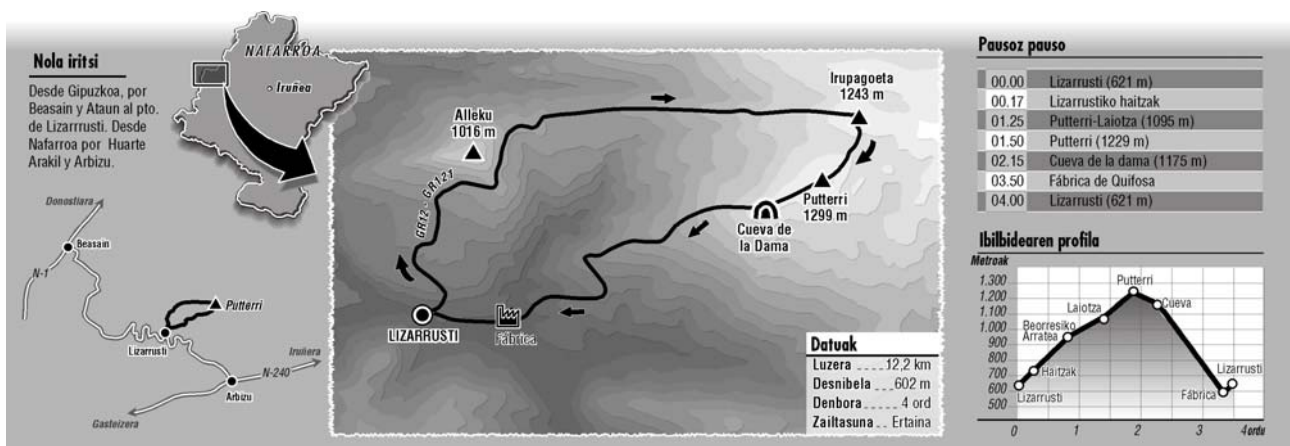 Nola iritsi
Desde Gipuzkoa, por
Beasain y Ataun al pto.
de Lizarrrusti. Desde
Nafarroa por Huarte
Arakil y Arbizu.
NAFARROA
Iruñea
Donostiara
Beasain
N-1
Putterri
Lizarrusti
Iruñera
N-240
Arbizu
Gasteizera
Irupagoeta
1243 m
Alleku
1016 m
GR12 - GR121
Putterri
1299 m
Cueva de
la Dama
LIZARRUSTI
Fábrica
Datuak
Luzera 12,2 km
Desnibela 602 m
Denbora 4 ord
Zailtasuna Ertaina
Pausoz pauso
00.00 Lizarrusti (621 m)
00.17 Lizarrustiko haitzak
01.25 Putterri-Laiotza (1095 m)
01.50 Putterri (1229 m)
02.15 Cueva de la dama (1175 m)
03.50 Fábrica de Quifosa
04.00 Lizarrusti (621 m)
Ibilbidearen profila
Metroak
1.300
1.200
1.100
1.000
900
800
700
600
500
Putterri
Cueva
Laiotza
Beorresiko
Arratea
Haitzak
Lizarrusti
Lizarrusti
Fábrica
0 1 2 3 4 ordu